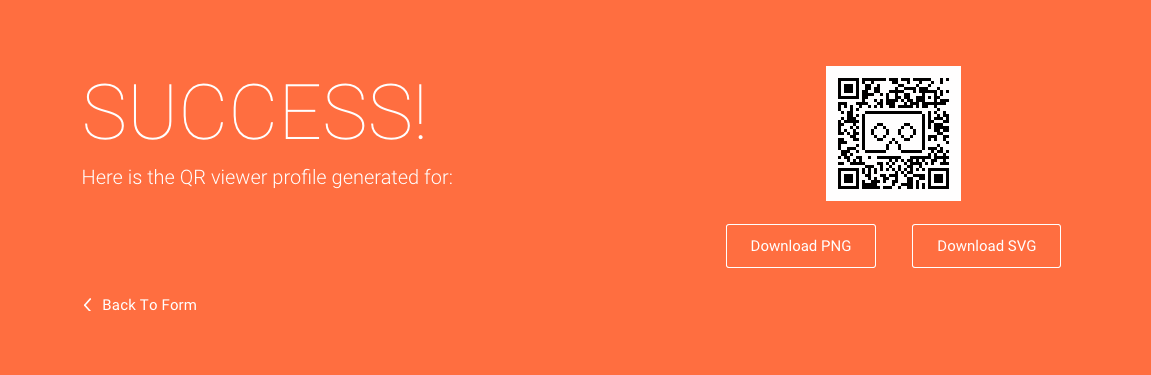 SUCCESS!
Here is the QR viewer profile generated for:
Download PNG
Download SVG
Back To Form